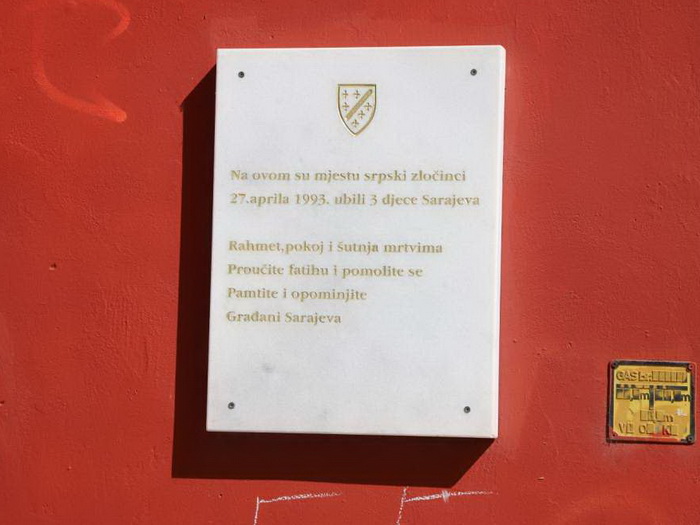 Na ovom su mjestu srpski zločinci
27.aprila 1993. ubili 3 djece Sarajeva
Rahmet,pokoj i šutnja mrtvima
Proučite fatihu i pomolite se
Pamtite i opominjite
Građani Sarajeva
GAS